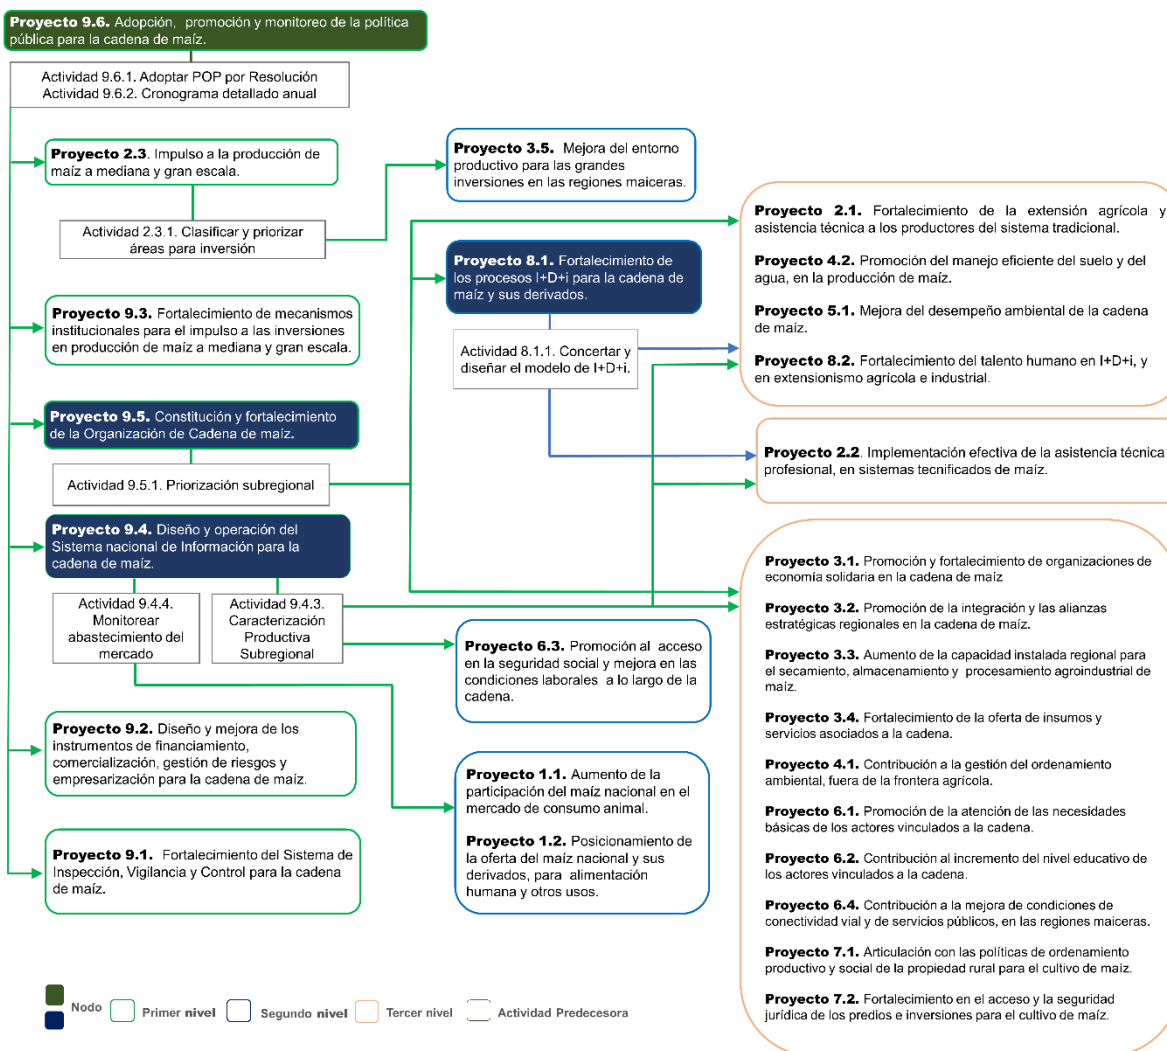 Proyecto 9.6. Adopción, promoción y monitoreo de la política
pública para la cadena de maíz.
Actividad 9.6.1. Adoptar POP por Resolución
Actividad 9.6.2. Cronograma detallado anual
Proyecto 2.3. Impulso a la producción de
maíz a mediana y gran escala.
Actividad 2.3.1. Clasificar y priorizar
áreas para inversión
Proyecto 9.3. Fortalecimiento de mecanismos
institucionales para el impulso a las inversiones
en producción de maíz a mediana y gran escala.
Proyecto 9.5. Constitución y fortalecimiento
de la Organización de Cadena de maíz.
Actividad 9.5.1. Priorización subregional
Proyecto 9.4. Diseño y operación del
Sistema nacional de Información para la
cadena de maíz.
Actividad 9.4.4.
Monitorear
abastecimiento del
mercado
Actividad 9.4.3.
Caracterización
Productiva
Subregional
Proyecto 9.2. Diseño y mejora de los
instrumentos de financiamiento,
comercialización, gestión de riesgos y
empresarización para la cadena de maíz.
Proyecto 9.1. Fortalecimiento del Sistema de
Inspección, Vigilancia y Control para la cadena
de maíz.
Proyecto 3.5. Mejora del entorno
productivo para las grandes
inversiones en las regiones maiceras.
Proyecto 8.1. Fortalecimiento de
los procesos I+D+i para la cadena de
maíz y sus derivados.
Actividad 8.1.1. Concertar y
diseñar el modelo de I+D+i.
Proyecto 6.3. Promoción al acceso
en la seguridad social y mejora en las
condiciones laborales a lo largo de la
cadena.
Proyecto 1.1. Aumento de la
participación del maíz nacional en el
mercado de consumo animal.
Proyecto 1.2. Posicionamiento de
la oferta del maíz nacional y sus
derivados, para alimentación
humana y otros usos.
Proyecto 2.1. Fortalecimiento de la extensión agrícola y
asistencia técnica a los productores del sistema tradicional.
Proyecto 4.2. Promoción del manejo eficiente del suelo y del
agua, en la producción de maíz.
Proyecto 5.1. Mejora del desempeño ambiental de la cadena
de maíz.
Proyecto 8.2. Fortalecimiento del talento humano en I+D+i, y
en extensionismo agrícola e industrial.
Proyecto 2.2. Implementación efectiva de la asistencia técnica
profesional, en sistemas tecnificados de maíz.
Proyecto 3.1. Promoción y fortalecimiento de organizaciones de
economía solidaria en la cadena de maíz
Proyecto 3.2. Promoción de la integración y las alianzas
estratégicas regionales en la cadena de maíz.
Proyecto 3.3. Aumento de la capacidad instalada regional para
el secamiento, almacenamiento y procesamiento agroindustrial de
maíz.
Proyecto 3.4. Fortalecimiento de la oferta de insumos y
servicios asociados a la cadena.
Proyecto 4.1. Contribución a la gestión del ordenamiento
ambiental, fuera de la frontera agrícola.
Proyecto 6.1. Promoción de la atención de las necesidades
básicas de los actores vinculados a la cadena.
Proyecto 6.2. Contribución al incremento del nivel educativo de
los actores vinculados a la cadena.
Proyecto 6.4. Contribución a la mejora de condiciones de
conectividad vial y de servicios públicos, en las regiones maiceras.
Proyecto 7.1. Articulación con las políticas de ordenamiento
productivo y social de la propiedad rural para el cultivo de maíz.
Proyecto 7.2. Fortalecimiento en el acceso y la seguridad
jurídica de los predios e inversiones para el cultivo de maíz.
Nodo
Primer nivel
Segundo nivel
Tercer nivel
Actividad Predecesora